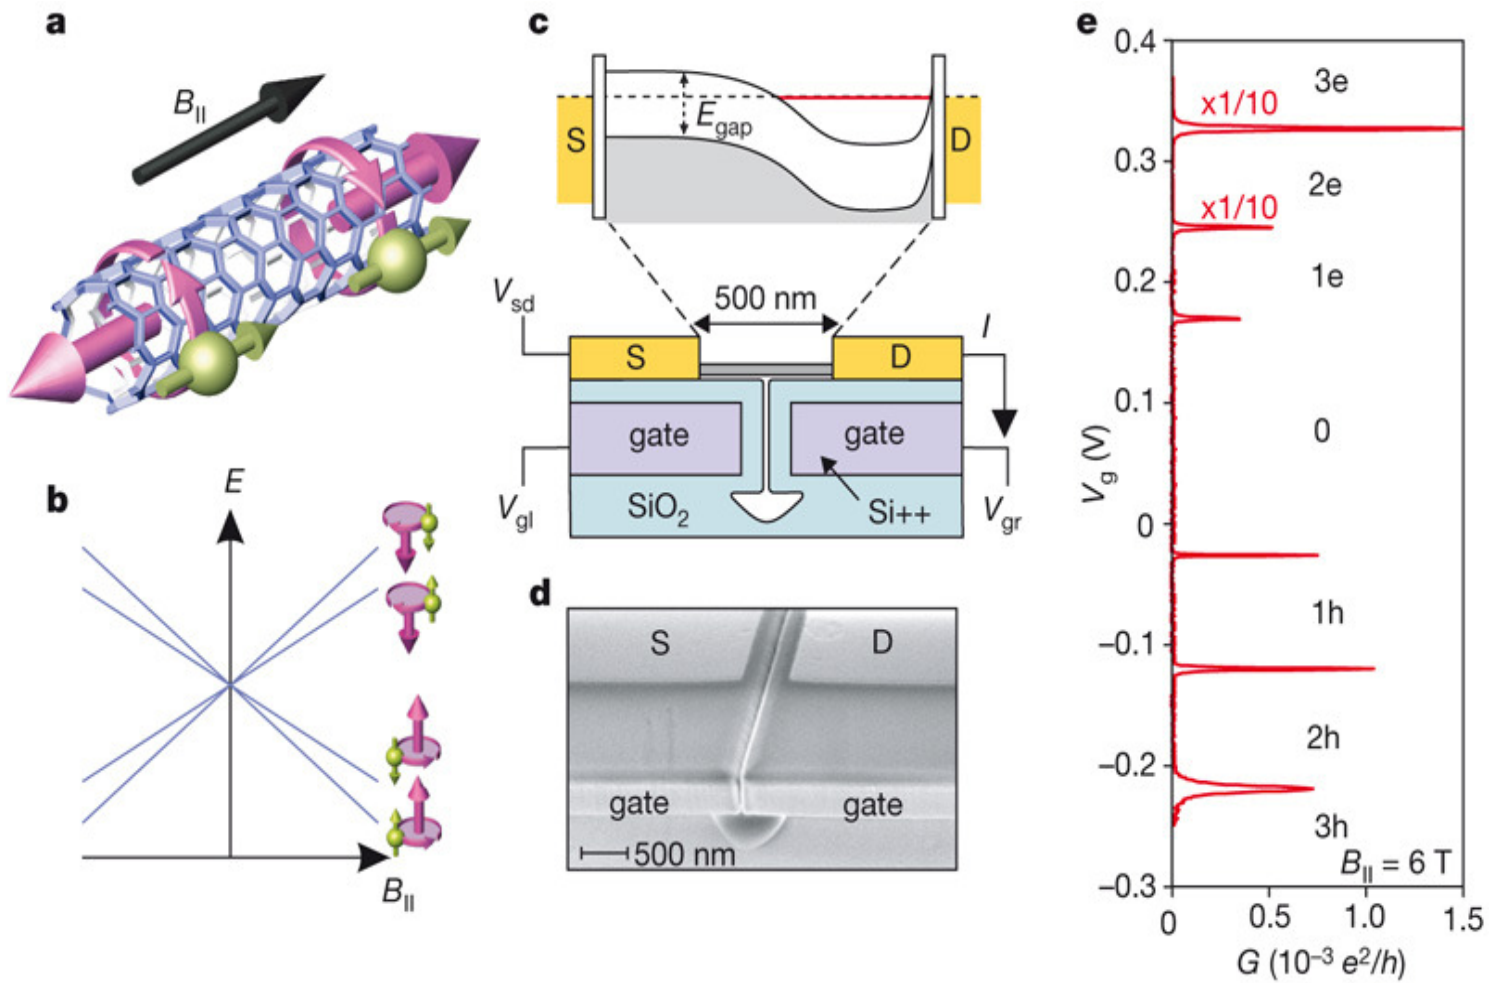 a
B||
b
E
B||
c
S
Egap
D
Vsd
500 nm
I
S
D
gate
gate
Vgl
SiO2
Si++
Vgr
d
S
D
gate
gate
500 nm
e
0.4
0.3
0.2
0.1
0
−0.1
−0.2
−0.3
Vg (V)
3e
x1/10
2e
x1/10
1e
0
1h
2h
3h
B|| = 6 T
0 0.5 1.0 1.5
G (10−3 e2/h)